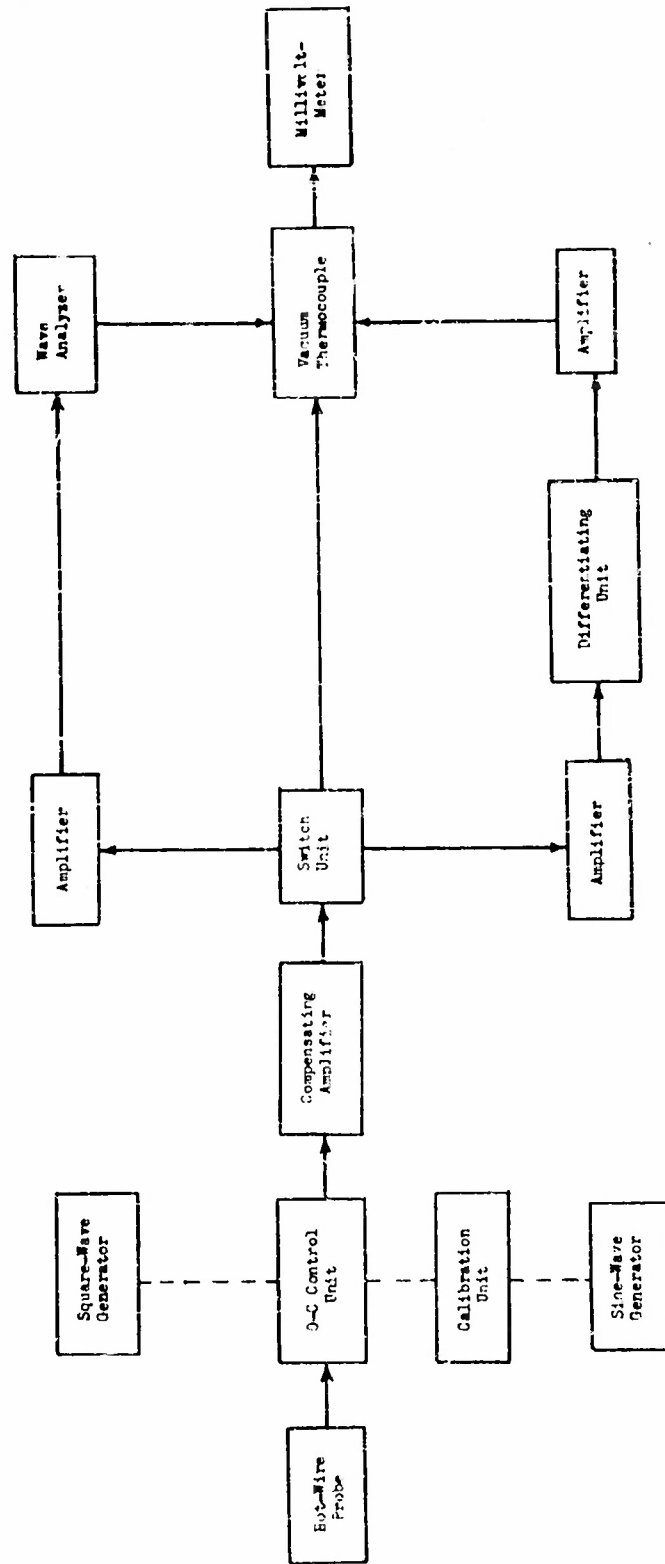 Hot-Wire
Probe
Square-Wave
Generator
D-C Control
Unit
Calibration
Unit
Sine-Wave
Generator
Compensating
Amplifier
Amplifier
Switch
Unit
Amplifier
Differentiating
Unit
Wave
Analyzer
Vacuum
Thermocouple
Amplifier
Millivolt-
Meter